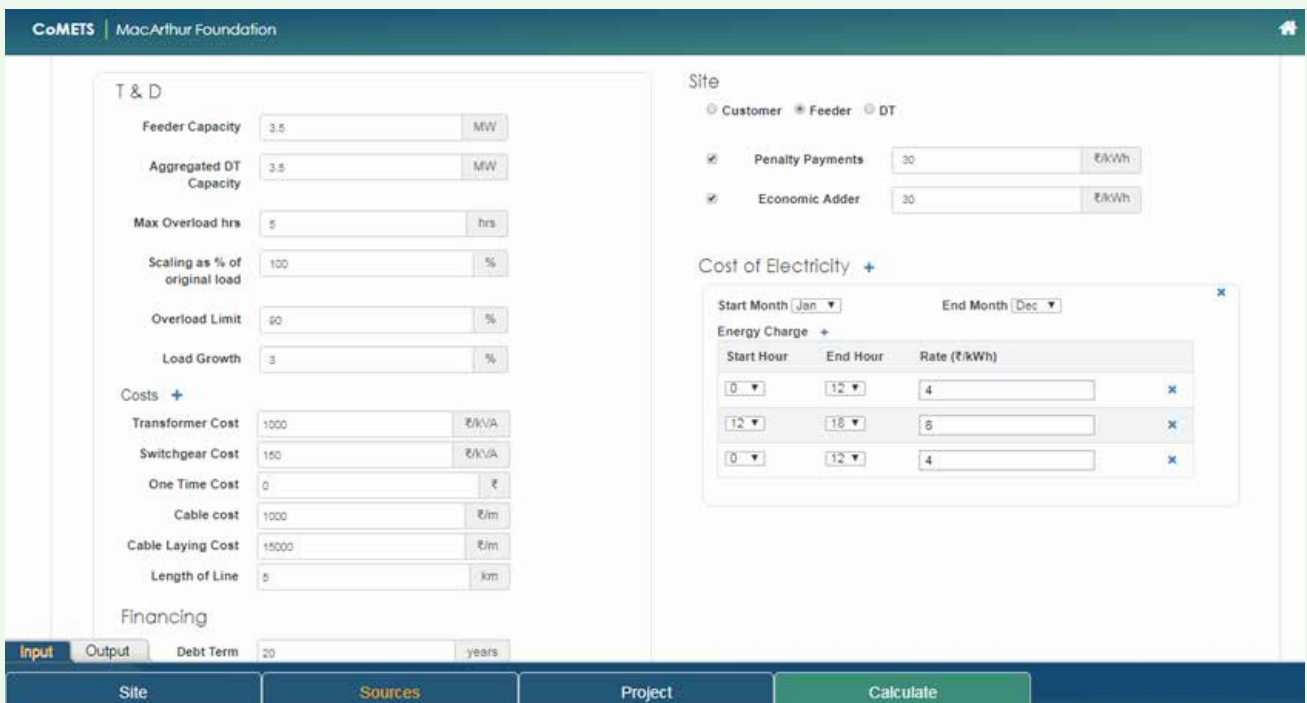 CoMETS | MacArthur Foundation
T & D
Feeder Capacity 3.5 MW
Aggregated DT
Capacity 3.5 MW
Max Overload hrs 5 hrs
Scaling as % of
original load 100 %
Overload Limit 90 %
Load Growth 3 %
Costs +
Transformer Cost 1000 ₹/kVA
Switchgear Cost 150 ₹/kVA
One Time Cost 0 ₹
Cable cost 1000 ₹/m
Cable Laying Cost 15000 ₹/m
Length of Line 5 km
Financing
Debt Term 20 years
Site
Customer Feeder DT
Penalty Payments 30 ₹/kWh
Economic Adder 30 ₹/kWh
Cost of Electricity +
Start Month Jan End Month Dec
Energy Charge +
Start Hour End Hour Rate (₹/kWh)
0 12 4
12 18
0 12 4
Input Output
Site Sources Project Calculate